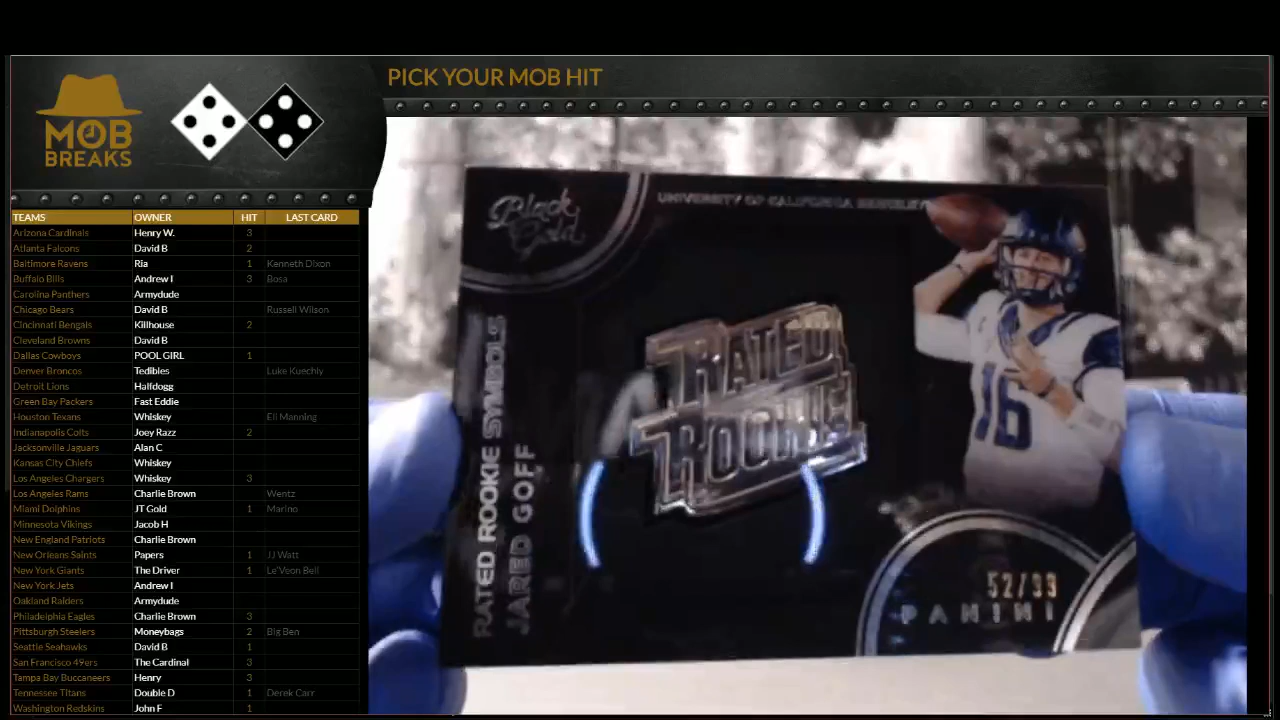 PICK YOUR MOB HIT
MOB
BREAKS
TEAMS OWNER HIT LAST CARD
Arizona Cardinals Henry W. 3
Atlanta Falcons David B 2
Baltimore Ravens Ria 1 Kenneth Dixon
Buffalo Bills Andrew I 3 Bosa
Carolina Panthers Armydude
Chicago Bears David B Russell Wilson
Cincinnati Bengals Killhouse 2
Cleveland Browns David B
Dallas Cowboys POOL GIRL 1
Denver Broncos Tedibles Luke Kuechly
Detroit Lions Halfdogg
Green Bay Packers Fast Eddie
Houston Texans Whiskey Eli Manning
Indianapolis Colts Joey Razz 2
Jacksonville Jaguars Alan C
Kansas City Chiefs Whiskey
Los Angeles Chargers Whiskey 3
Los Angeles Rams Charlie Brown Wentz
Miami Dolphins JT Gold 1 Marino
Minnesota Vikings Jacob H
New England Patriots Charlie Brown
New Orleans Saints Papers 1 JJ Watt
New York Giants The Driver 1 Le'Veon Bell
New York Jets Andrew I
Oakland Raiders Armydude
Philadelphia Eagles Charlie Brown 3
Pittsburgh Steelers Moneybags 2 Big Ben
Seattle Seahawks David B 1
San Francisco 49ers The Cardinal 3
Tampa Bay Buccaneers Henry 3
Tennessee Titans Double D 1 Derek Carr
Washington Redskins John F 1
Black
Gold
UNIVERSITY OF CALIFORNIA BERKELEY
RATED
ROOKIE
RATED ROOKIE SYMBOLS
JARED GOFF
16
52/99
PANINI